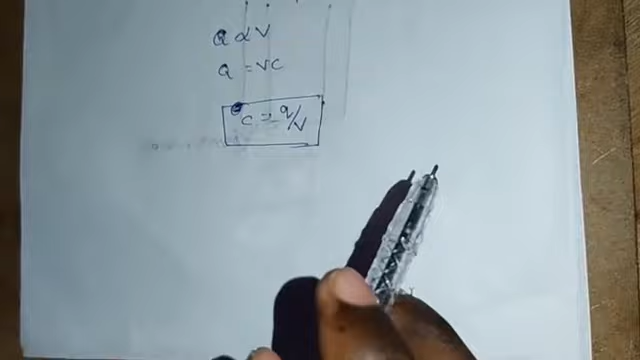 Q ∝ V
Q = VC
C = q/V